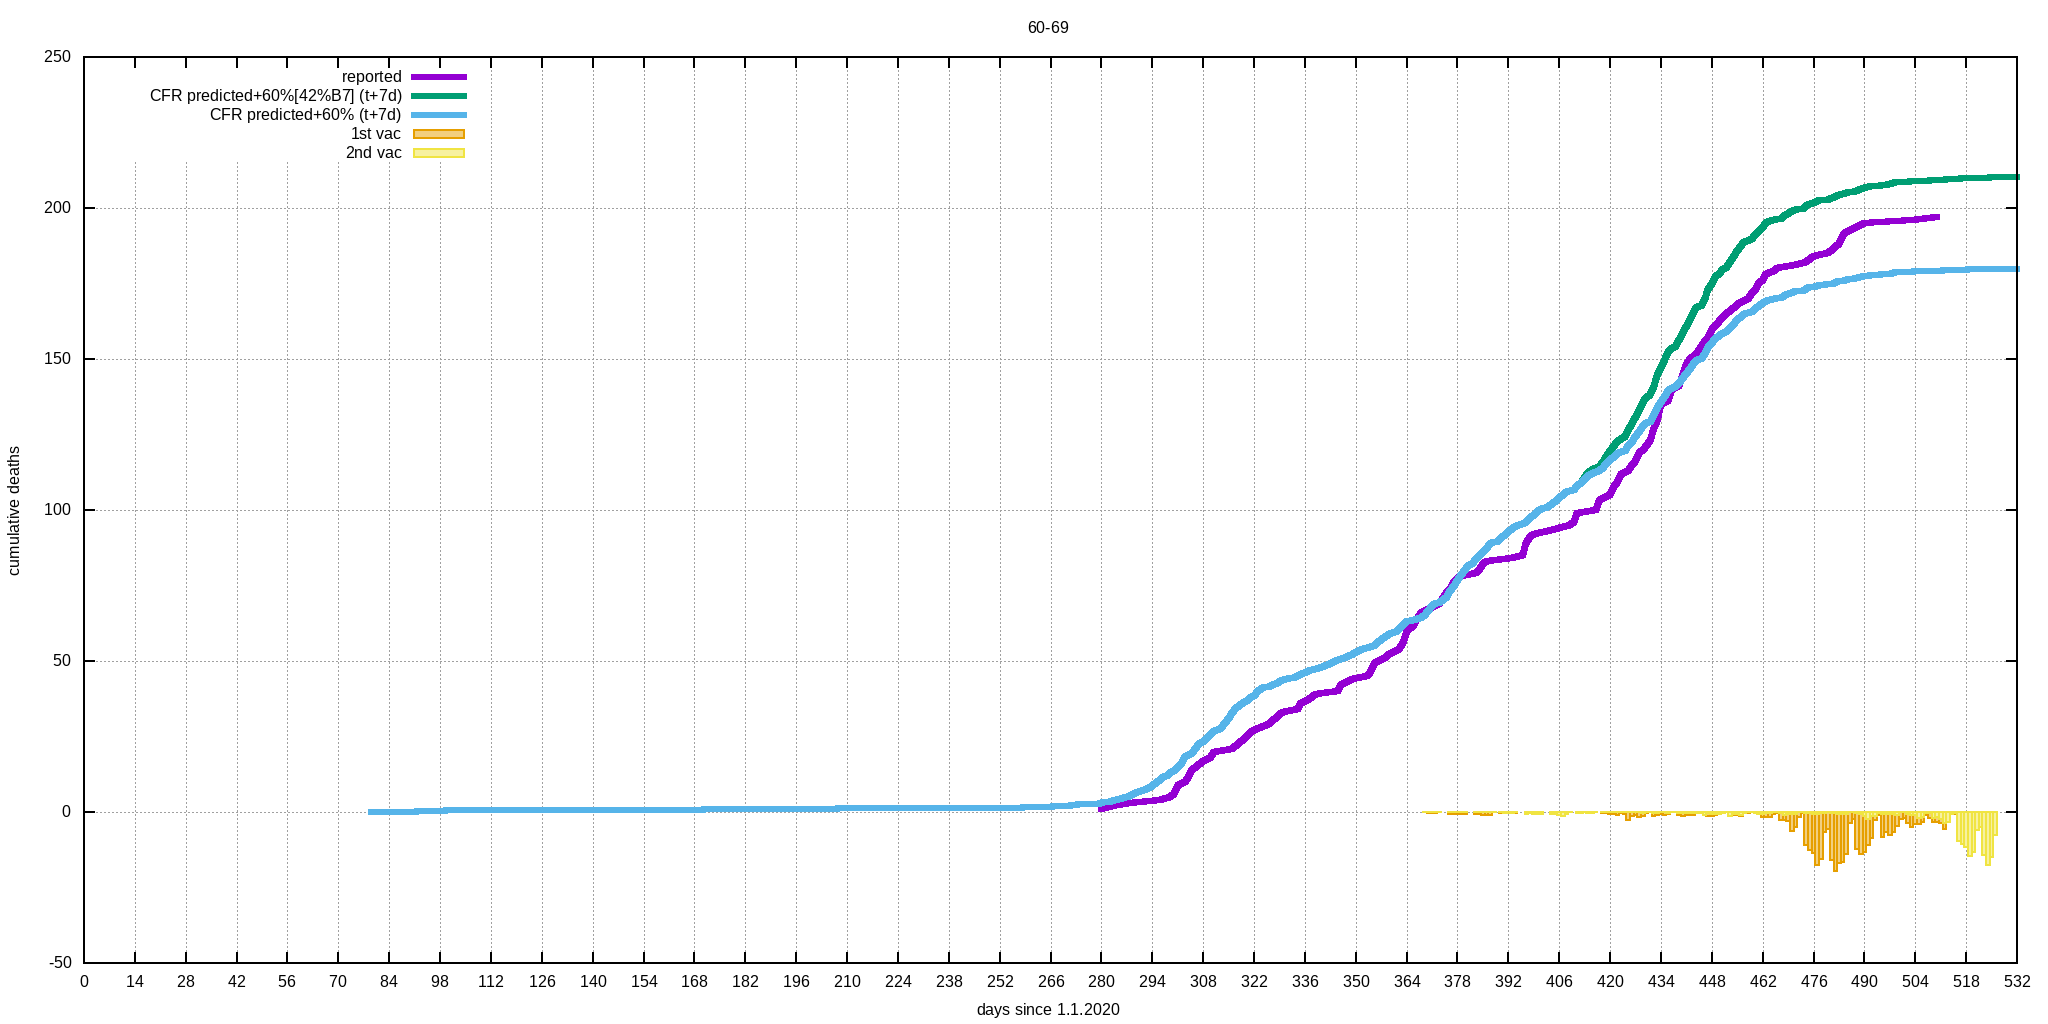 60-69
250
200
150
100
50
0
-50
cumulative deaths
reported
CFR predicted+60%[42%B7] (t+7d)
CFR predicted+60% (t+7d)
1st vac
2nd vac
0 14 28 42 56 70 84 98 112 126 140 154 168 182 196 210 224 238 252 266 280 294 308 322 336 350 364 378 392 406 420 434 448 462 476 490 504 518 532
days since 1.1.2020